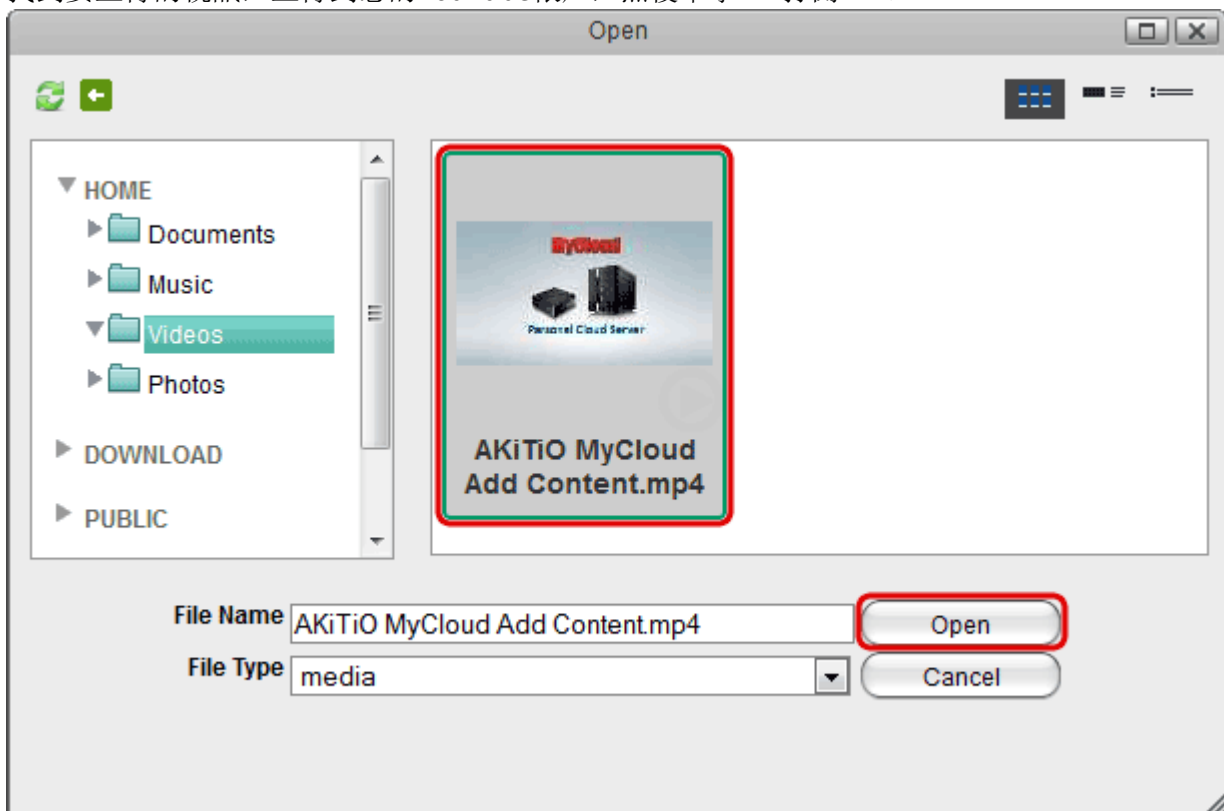 Open
HOME
Documents
Music
Videos
Photos
DOWNLOAD
PUBLIC
MyCloud
Personal Cloud Server
AKiTiO MyCloud
Add Content.mp4
File Name
AKiTiO MyCloud Add Content.mp4
Open
File Type
media
Cancel